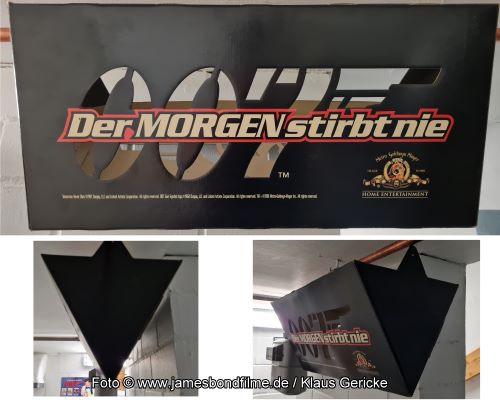 007
Der MORGEN stirbt nie
TM
Metro Goldwyn Mayer
HOME ENTERTAINMENT
007
Der MORGEN stirbt nie
Foto © www.jamesbondfilme.de / Klaus Gericke